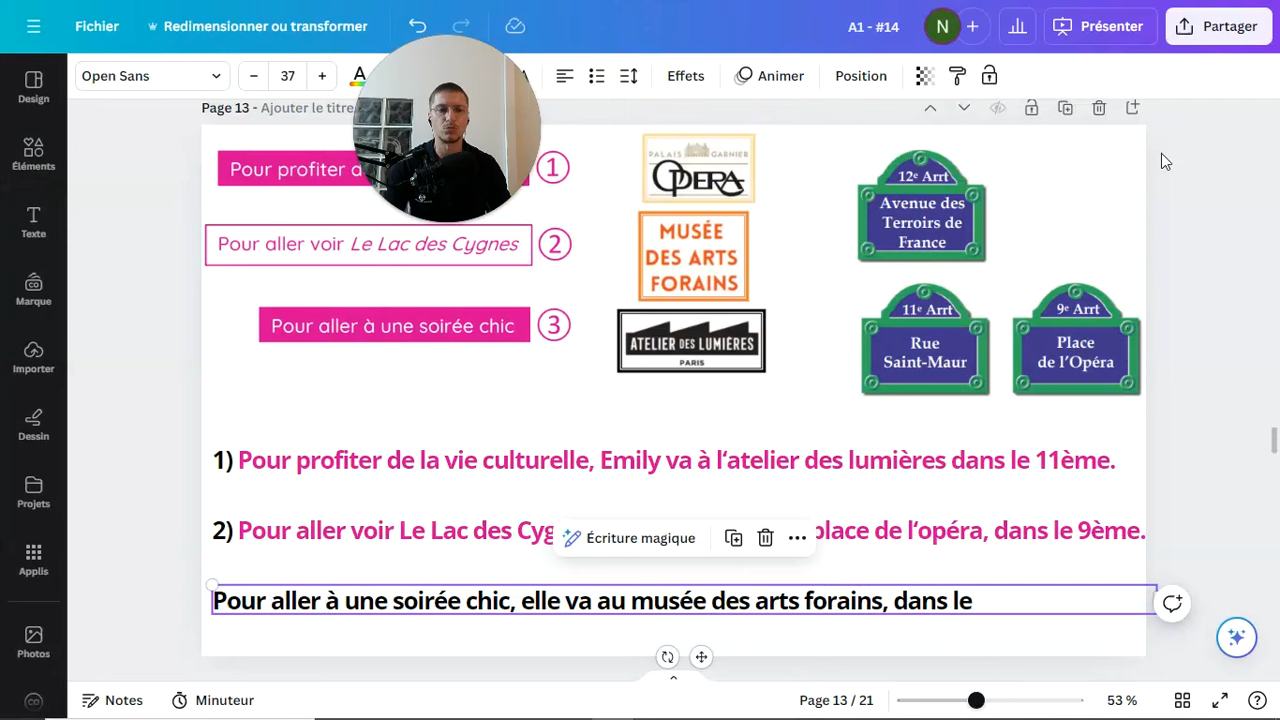 Fichier
Redimensionner ou transformer
A1 - #14
N
Présenter
Partager
Open Sans
37
A
Effets
Animer
Position
Page 13 - Ajouter le titre
Design
Éléments
Texte
Marque
Importer
Dessin
Projets
Applis
Photos
Pour profiter
1
Pour aller voir Le Lac des Cygnes
2
Pour aller à une soirée chic
3
PALAIS GARNIER
OPERA
MUSÉE
DES ARTS
FORAINS
ATELIER DES LUMIÈRES
PARIS
12e Arrt
Avenue des
Terroirs de
France
11e Arrt
Rue
Saint-Maur
9e Arrt
Place
de l'Opéra
1) Pour profiter de la vie culturelle, Emily va à l‘atelier des lumières dans le 11ème.
2) Pour aller voir Le Lac des Cyg place de l‘opéra, dans le 9ème.
Écriture magique
Pour aller à une soirée chic, elle va au musée des arts forains, dans le
Notes
Minuteur
Page 13 / 21
53 %